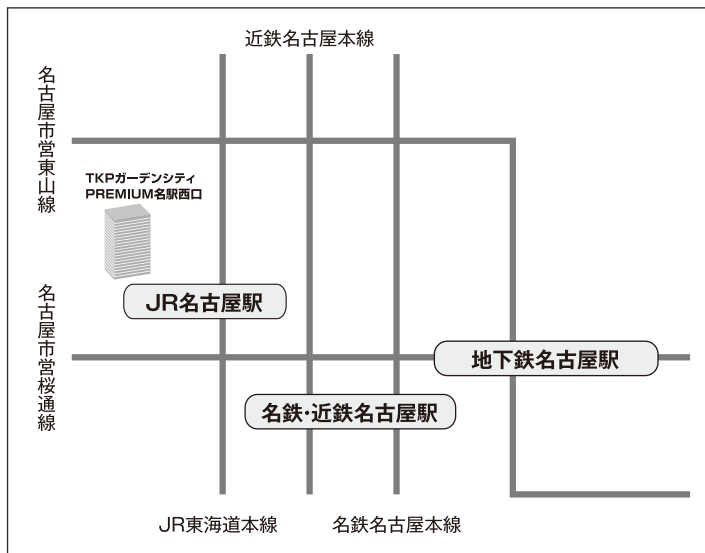 近鉄名古屋本線
名古屋市営東山線
TKPガーデンシティ
PREMIUM名駅西口
JR名古屋駅
名古屋市営桜通線
地下鉄名古屋駅
名鉄·近鉄名古屋駅
JR東海道本線
名鉄名古屋本線